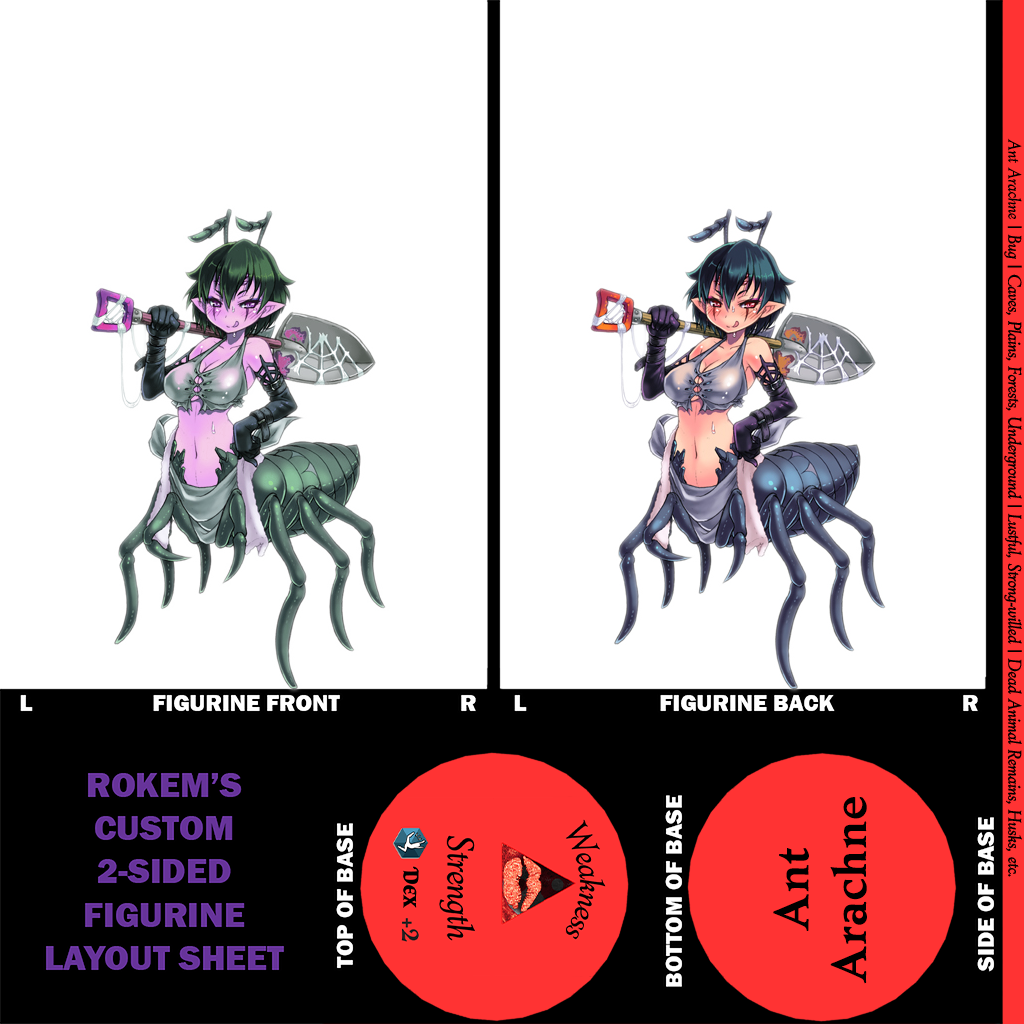 Ant Arachne | Bug | Caves, Plains, Forests, Underground | Lustful, Strong-willed | Dead Animal Remains, Husks, etc.
L
FIGURINE FRONT
R
L
FIGURINE BACK
R
ROKEM'S
CUSTOM
2-SIDED
FIGURINE
LAYOUT SHEET
TOP OF BASE
Weakness
Strength
Dex +2
BOTTOM OF BASE
Ant
Arachne
SIDE OF BASE